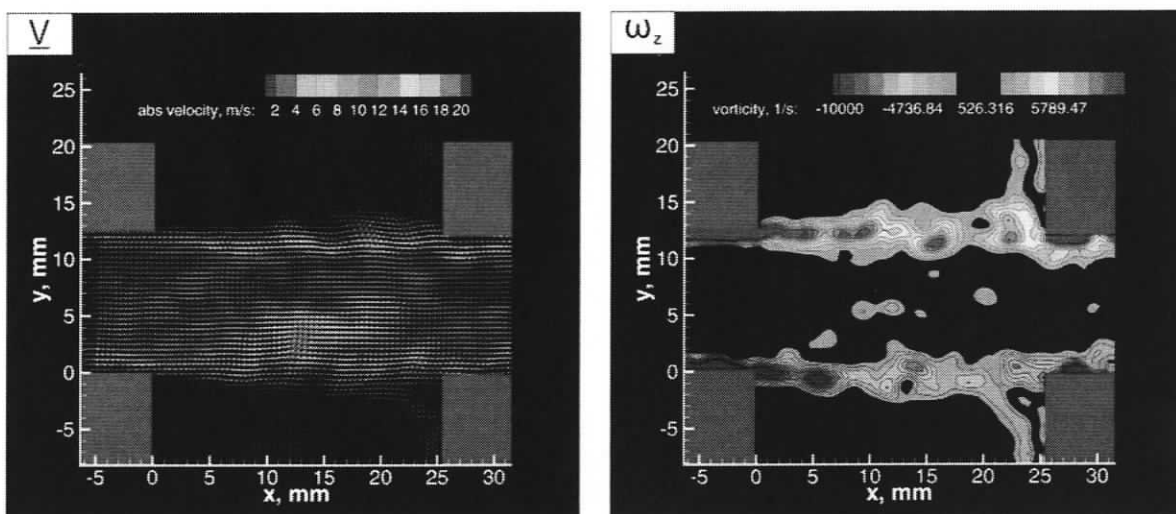 V
25
abs velocity, m/s: 2 4 6 8 10 12 14 16 18 20
20
15
y, mm
10
5
0
-5
-5 0 5 10 15 20 25 30
x, mm
ωz
25
vorticity, 1/s: -10000 -4736.84 526.316 5789.47
20
15
y, mm
10
5
0
-5
-5 0 5 10 15 20 25 30
x, mm